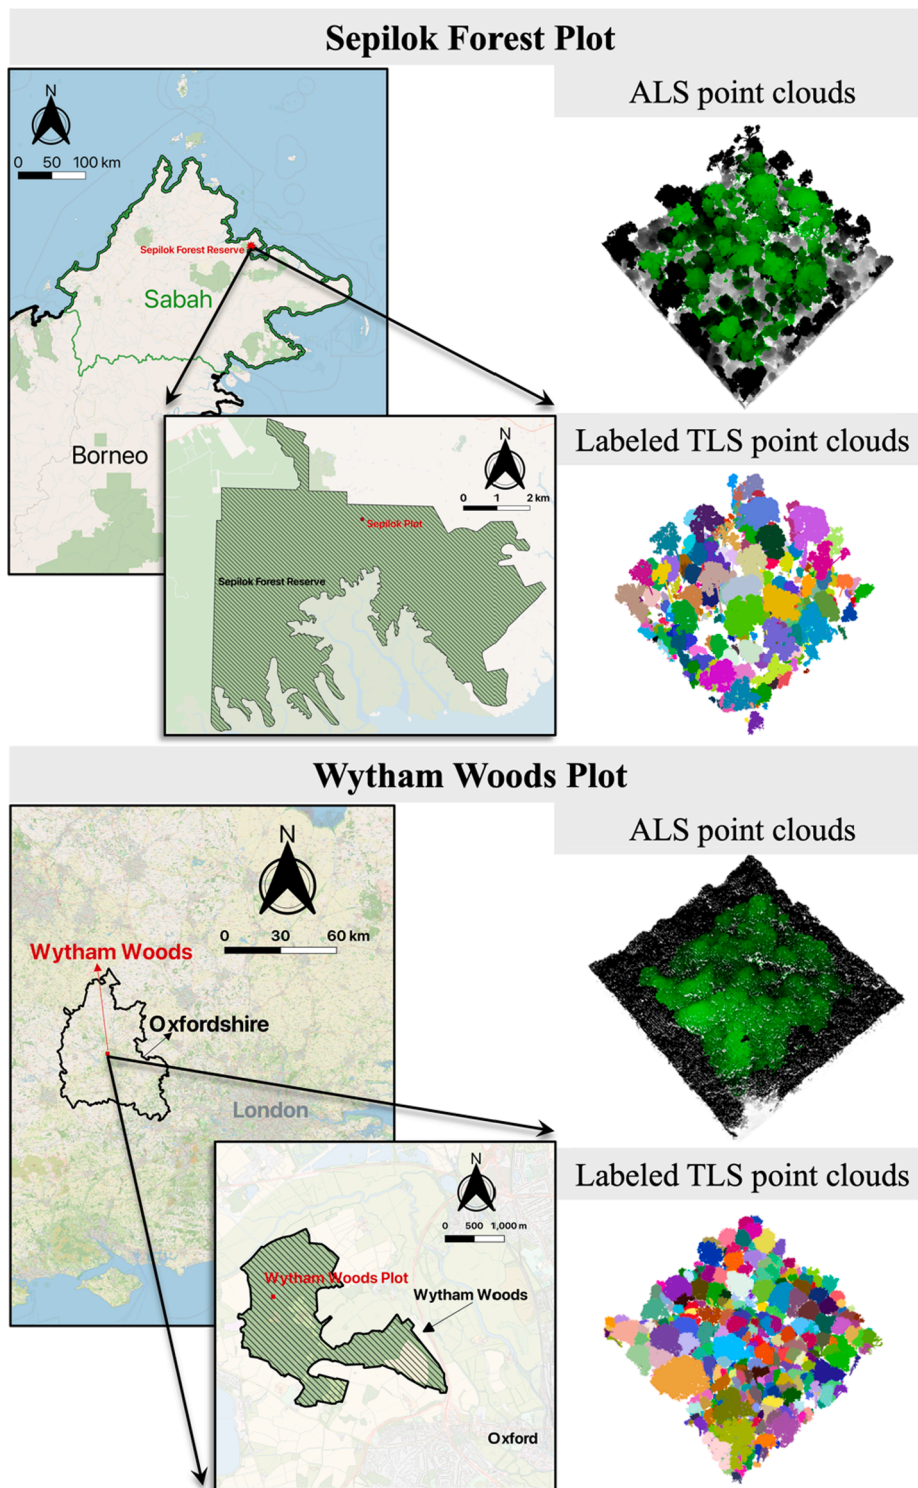 Sepilok Forest Plot
ALS point clouds
N
0 50 100 km
Sepilok Forest Reserve
Sabah
Borneo
Labeled TLS point clouds
N
0 1 2 km
Sepilok Plot
Sepilok Forest Reserve
Wytham Woods Plot
ALS point clouds
N
0 30 60 km
Wytham Woods
Oxfordshire
London
Labeled TLS point clouds
N
0 500 1,000 m
Wytham Woods Plot
Wytham Woods
Oxford